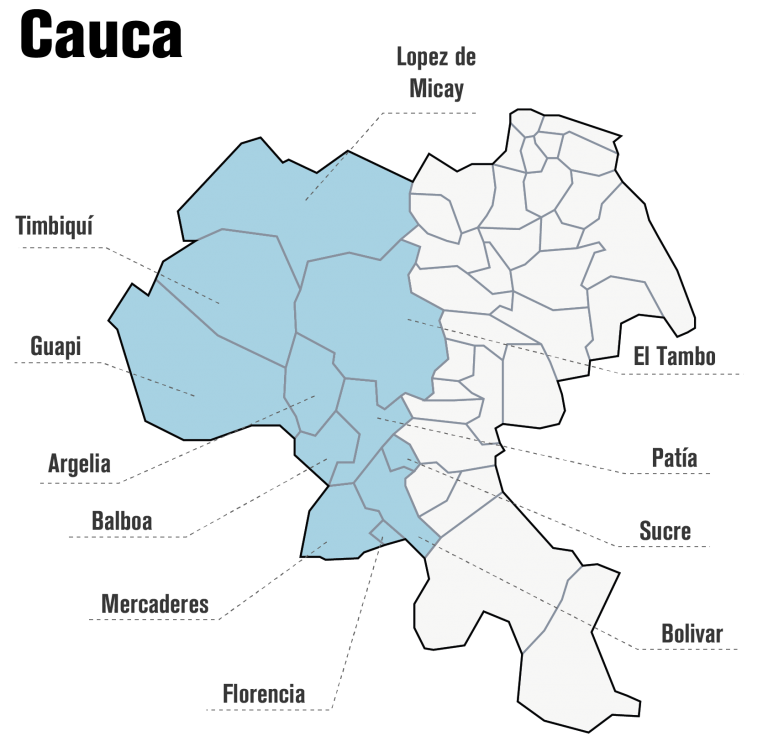 Cauca
Lopez de
Micay
Timbiquí
Guapi
El Tambo
Argelia
Patía
Balboa
Sucre
Mercaderes
Bolivar
Florencia